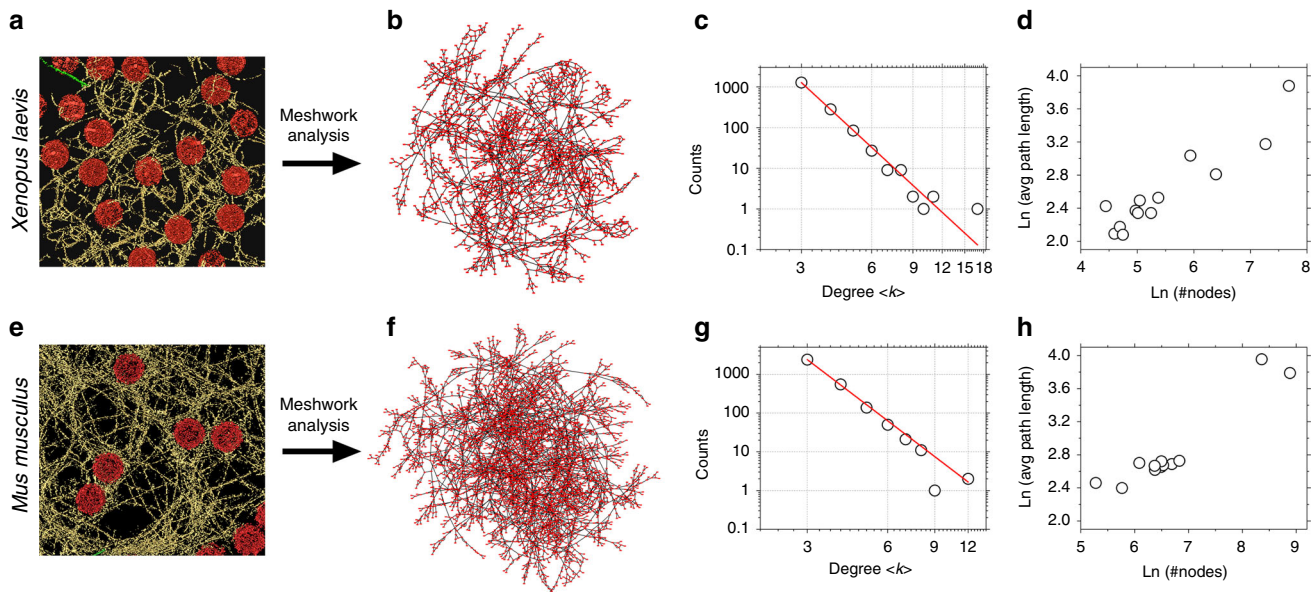 a
b
c
d
Xenopus laevis
Meshwork
analysis
Counts
1000
100
10
1
0.1
3
6
9
12
15
18
Degree <k>
Ln (avg path length)
4.0
3.6
3.2
2.8
2.4
2.0
4
5
6
7
8
Ln (#nodes)
e
f
g
h
Mus musculus
Meshwork
analysis
Counts
1000
100
10
1
0.1
3
6
9
12
Degree <k>
Ln (avg path length)
4.0
3.6
3.2
2.8
2.4
2.0
5
6
7
8
9
Ln (#nodes)